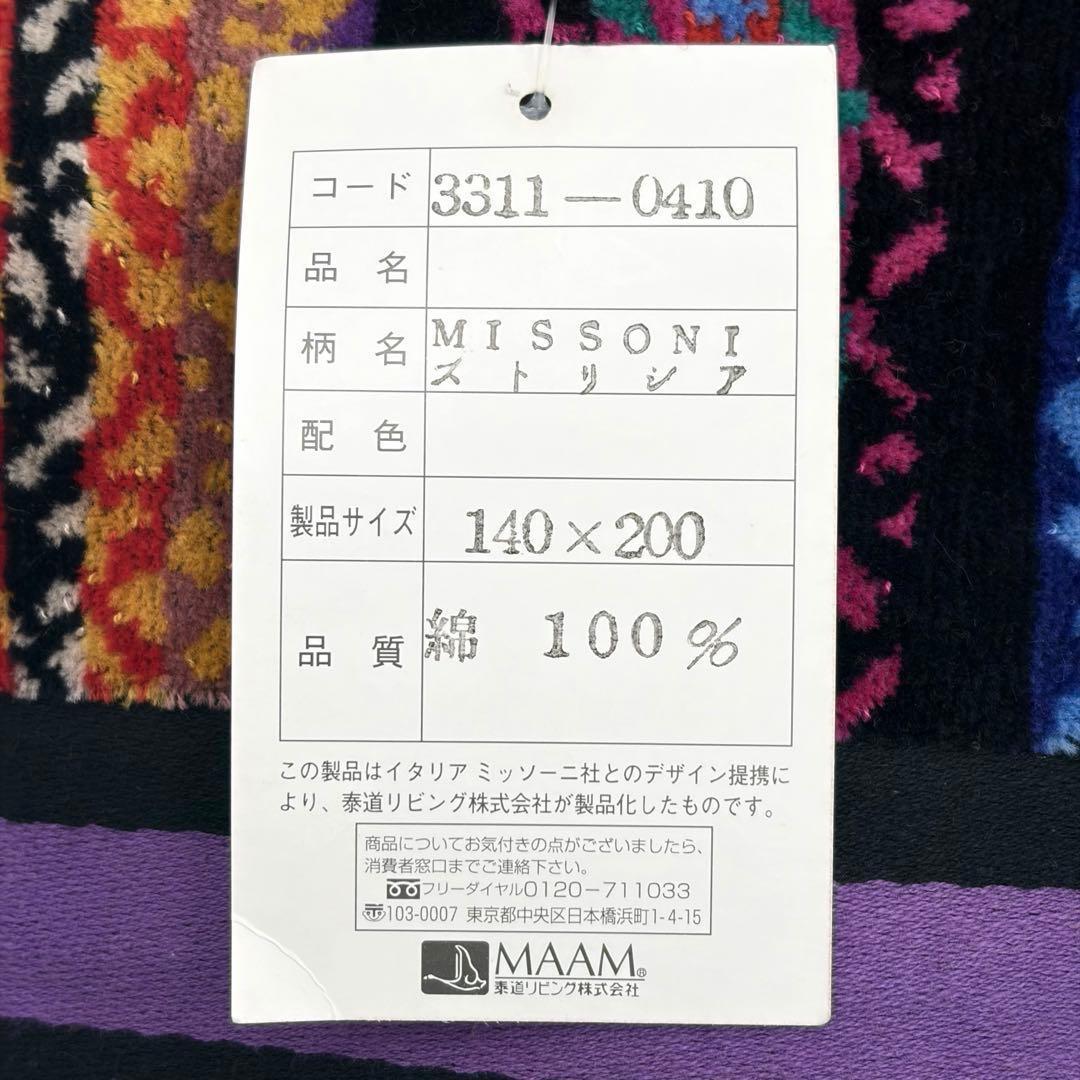 コード 3311—0410
品名
柄名 MISSONI
ストリシア
配色
製品サイズ 140×200
品質 綿 100%
この製品はイタリア ミッソーニ社とのデザイン提携に
より、泰道リビング株式会社が製品化したものです。
商品についてお気付きの点がございましたら、
消費者窓口までご連絡下さい。
フリーダイヤル0120-711033
〒103-0007 東京都中央区日本橋浜町1-4-15
MAAM®
泰道リビング株式会社